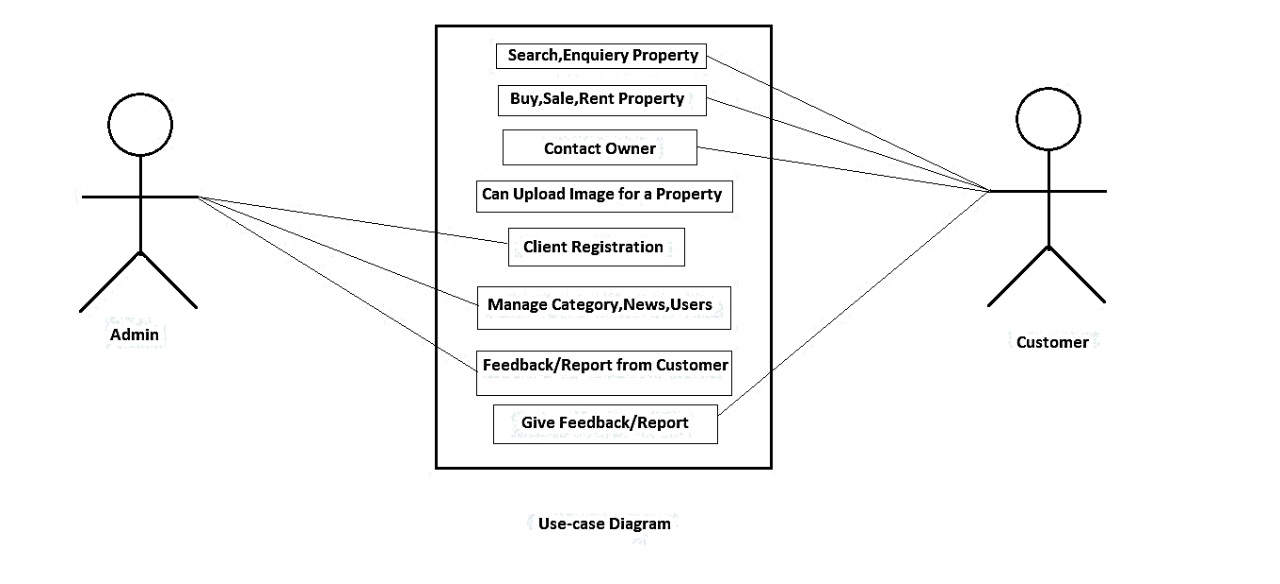 Search,Enquiery Property
Buy,Sale,Rent Property
Contact Owner
Can Upload Image for a Property
Client Registration
Manage Category,News,Users
Admin
Customer
Feedback/Report from Customer
Give Feedback/Report
Use-case Diagram